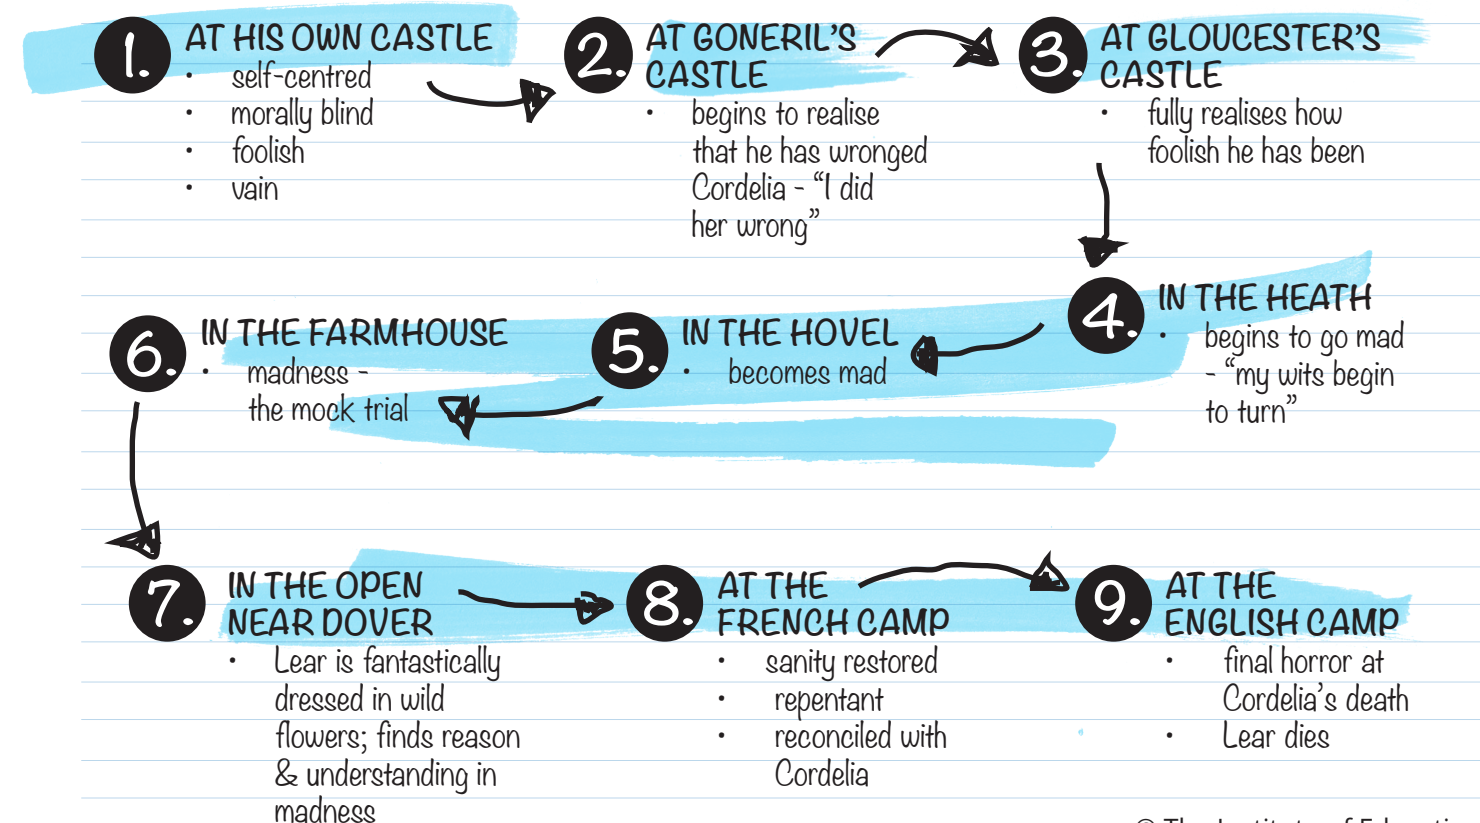 1.
AT HIS OWN CASTLE
• self-centred
• morally blind
• foolish
• vain
2.
AT GONERIL'S
CASTLE
• begins to realise
that he has wronged
Cordelia - “I did
her wrong”
3.
AT GLOUCESTER'S
CASTLE
• fully realises how
foolish he has been
4.
IN THE HEATH
• begins to go mad
- “my wits begin
to turn”
5.
IN THE HOVEL
• becomes mad
6.
IN THE FARMHOUSE
• madness -
the mock trial
7.
IN THE OPEN
NEAR DOVER
• Lear is fantastically
dressed in wild
flowers; finds reason
& understanding in
madness
8.
AT THE
FRENCH CAMP
• sanity restored
• repentant
• reconciled with
Cordelia
9.
AT THE
ENGLISH CAMP
• final horror at
Cordelia's death
• Lear dies